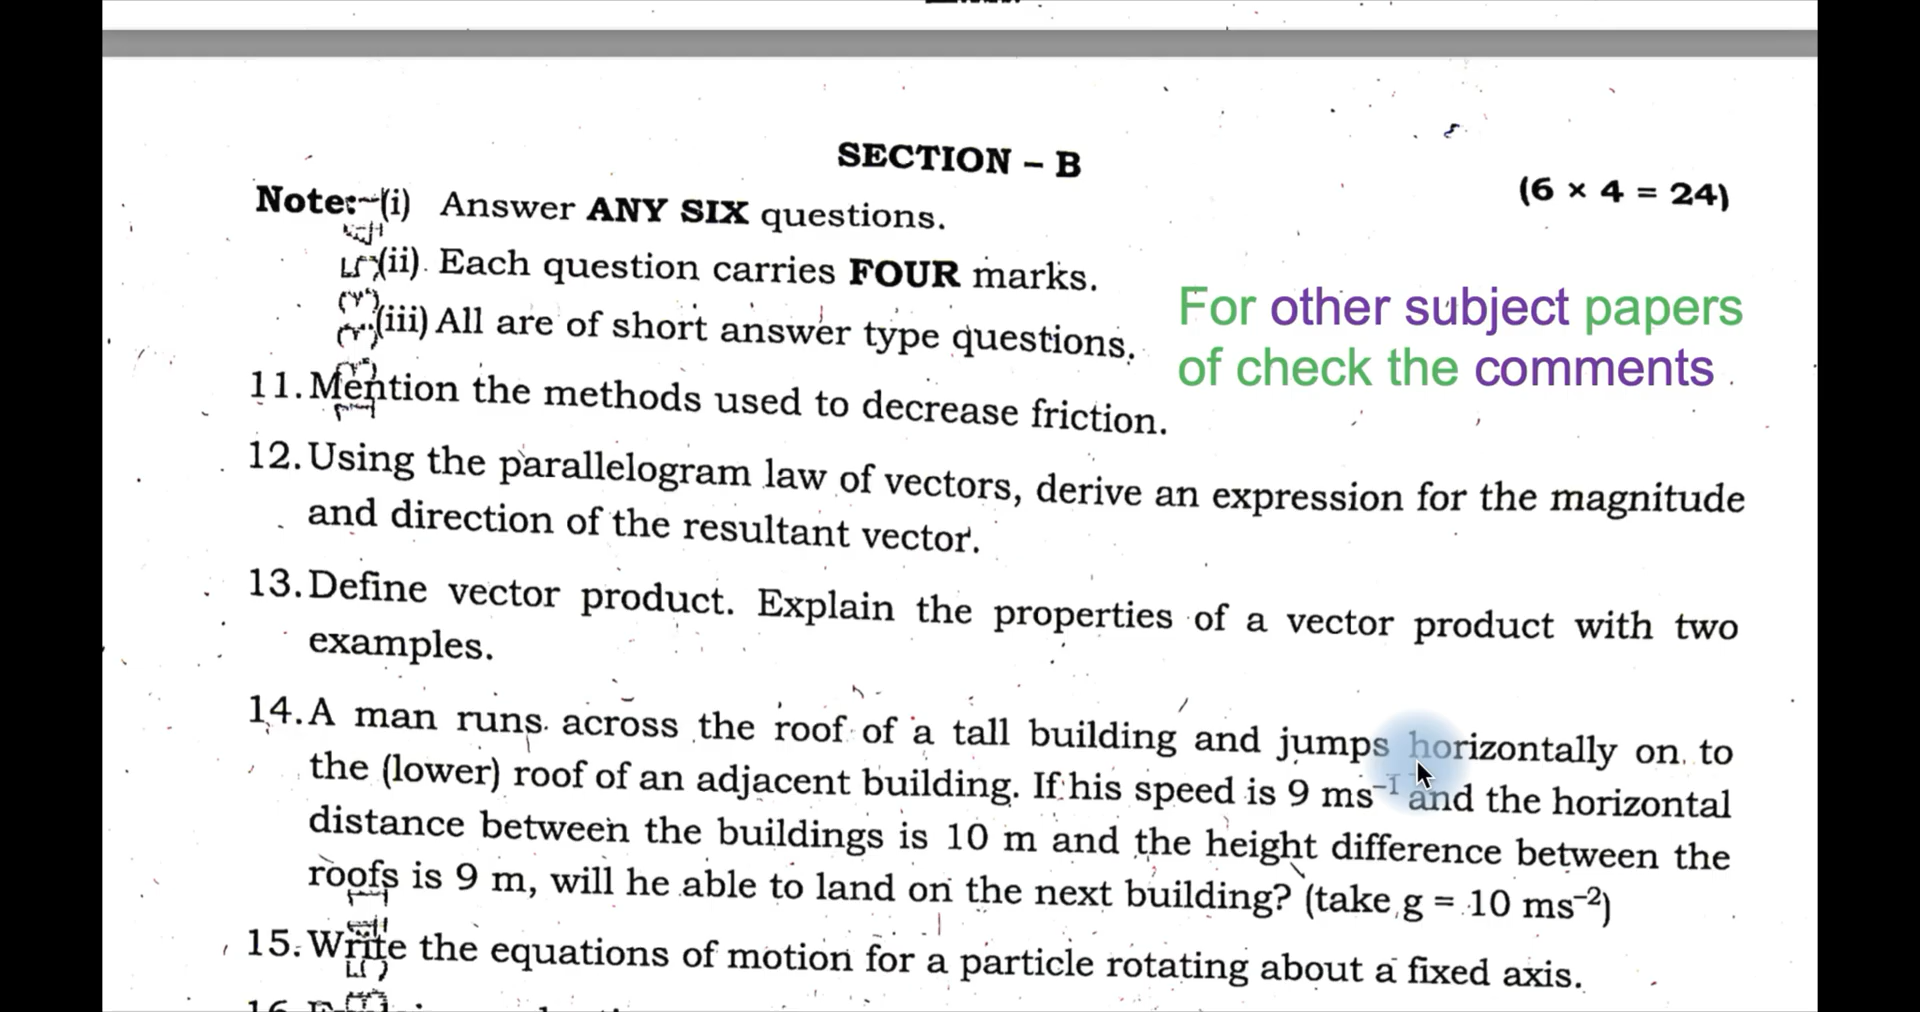 SECTION – B
(6 × 4 = 24)
Note:-(i) Answer ANY SIX questions.
(ii) Each question carries FOUR marks.
(iii) All are of short answer type questions.
For other subject papers
of check the comments
11. Mention the methods used to decrease friction.
12. Using the parallelogram law of vectors, derive an expression for the magnitude
and direction of the resultant vector.
13. Define vector product. Explain the properties of a vector product with two
examples.
14. A man runs across the roof of a tall building and jumps horizontally on to
the (lower) roof of an adjacent building. If his speed is 9 ms⁻¹ and the horizontal
distance between the buildings is 10 m and the height difference between the
roofs is 9 m, will he able to land on the next building? (take g = 10 ms⁻²)
15. Write the equations of motion for a particle rotating about a fixed axis.